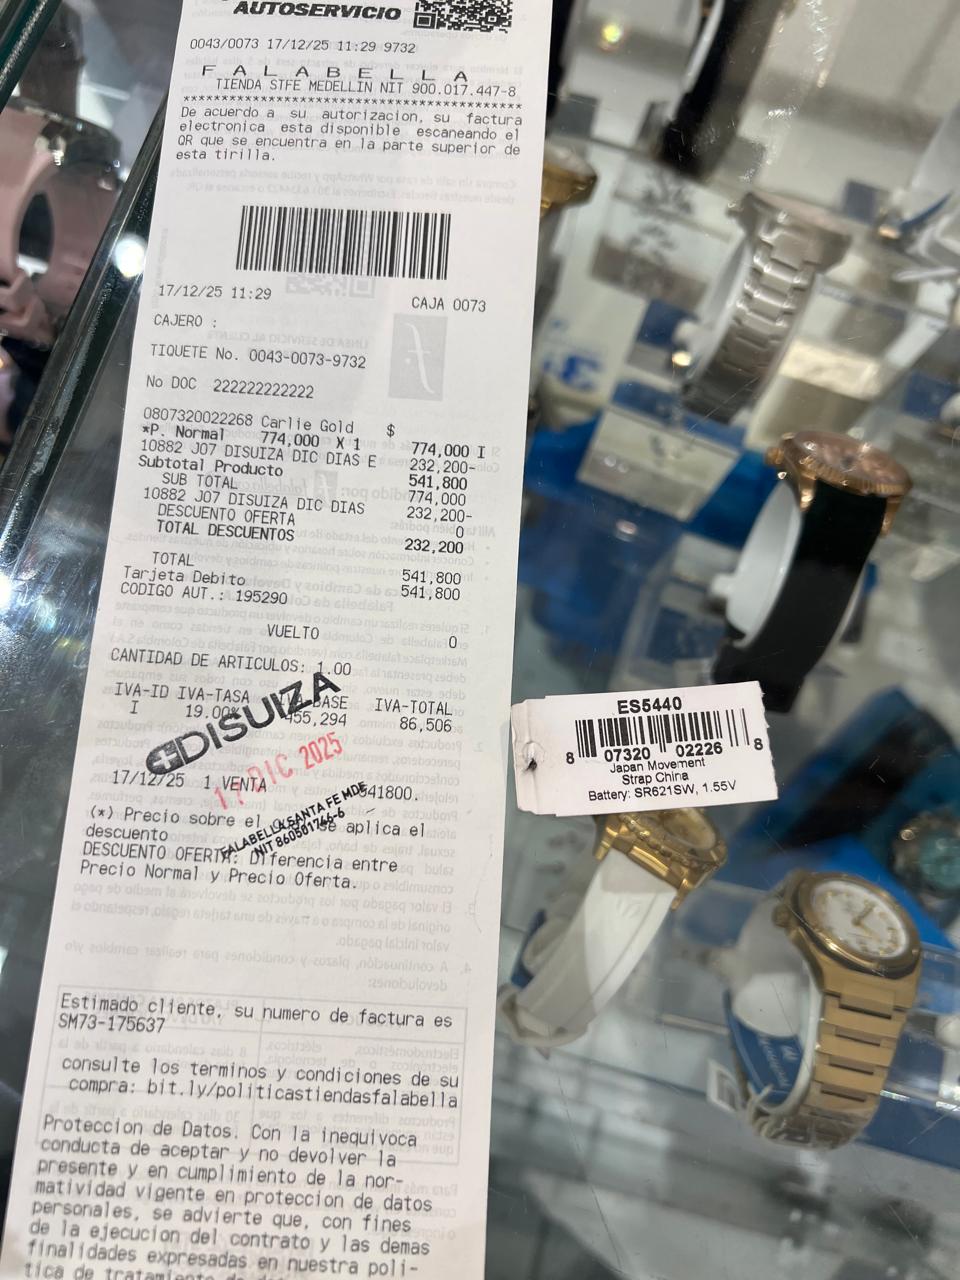 AUTOSERVICIO
0043/0073 17/12/25 11:29 9732
F A L A B E L L A
TIENDA STFE MEDELLIN NIT 900.017.447-8
****************************************
De acuerdo a su autorizacion, su factura
electronica esta disponible escaneando el
QR que se encuentra en la parte superior de
esta tirilla.
17/12/25 11:29 CAJA 0073
CAJERO :
TIQUETE No. 0043-0073-9732
No DOC 222222222222
0807320022268 Carlie Gold $
*P. Normal 774,000 X 1 774,000 I
10882 J07 DISUIZA DIC DIAS E 232,200-
Subtotal Producto 541,800
SUB TOTAL 774,000
10882 J07 DISUIZA DIC DIAS 232,200-
DESCUENTO OFERTA 0
TOTAL DESCUENTOS 232,200
TOTAL 541,800
Tarjeta Debito 541,800
CODIGO AUT.: 195290
VUELTO 0
CANTIDAD DE ARTICULOS: 1.00
IVA-ID IVA-TASA BASE IVA-TOTAL
I 19.00% 455,294 86,506
DISUIZA
17 DIC 2025
17/12/25 1 VENTA 541800.
FALABELLA SANTA FE MDE
NIT 860501766-6
(*) Precio sobre el se aplica el
descuento
DESCUENTO OFERTA: Diferencia entre
Precio Normal y Precio Oferta.
Estimado cliente, su numero de factura es
SM73-175637
consulte los terminos y condiciones de su
compra: bit.ly/politicastiendasfalabella
Proteccion de Datos. Con la inequivoca
conducta de aceptar y no devolver la
presente y en cumplimiento de la nor-
matividad vigente en proteccion de datos
personales, se advierte que, con fines
de la ejecucion del contrato y las demas
finalidades expresadas en nuestra poli-
tica de tratamiento de
ES5440
8 07320 02226 8
Japan Movement
Strap China
Battery: SR621SW, 1.55V